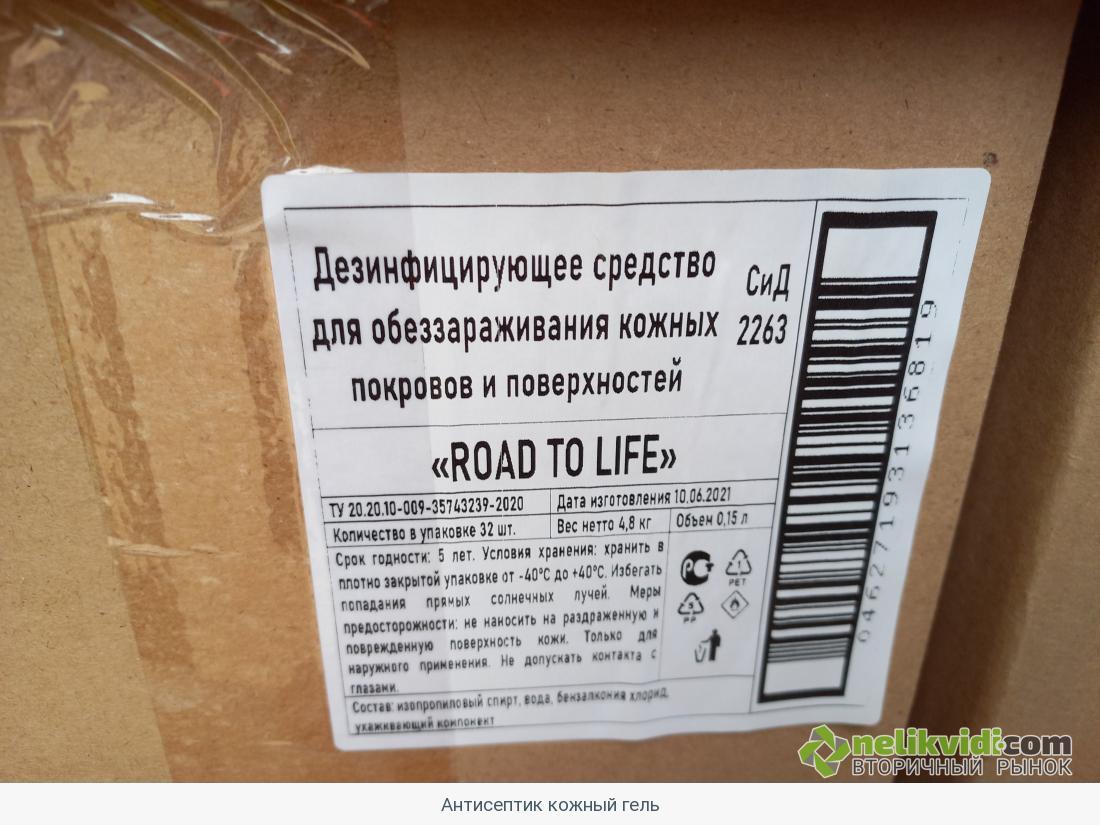 Дезинфицирующее средство
для обеззараживания кожных
покровов и поверхностей
СиД
2263
«ROAD TO LIFE»
ТУ 20.20.10-009-35743239-2020
Дата изготовления 10.06.2021
Количество в упаковке 32 шт.
Вес нетто 4,8 кг
Объем 0,15 л
Срок годности: 5 лет. Условия хранения: хранить в
плотно закрытой упаковке от -40°С до +40°С. Избегать
попадания прямых солнечных лучей. Меры
предосторожности: не наносить на раздраженную и
поврежденную поверхность кожи. Только для
наружного применения. Не допускать контакта с
глазами.
РСТ
1
PET
5
PP
Состав: изопропиловый спирт, вода, бензалкония хлорид,
ухаживающий компонент
04627193136819
nelikvidi.com
ВТОРИЧНЫЙ РЫНОК
Антисептик кожный гель